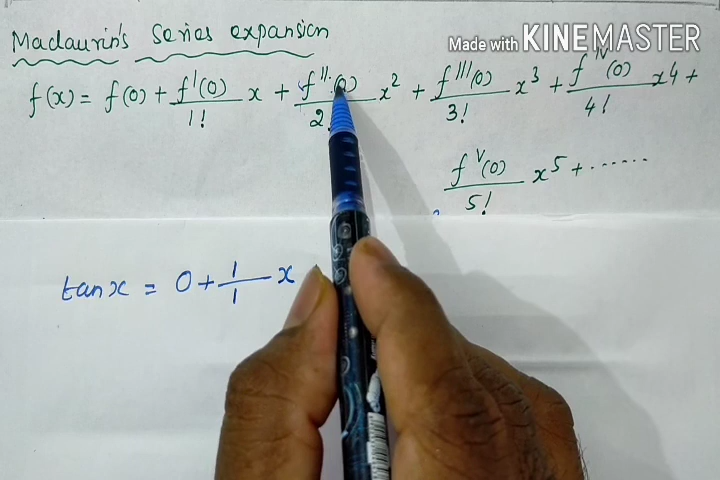 Maclaurin's Series expansion
Made with KINEMASTER
f(x) = f(0) + f'(0)/1! x + f''(0)/2! x² + f'''(0)/3! x³ + f^IV(0)/4! x⁴ +
f^V(0)/5! x⁵ + ......
tan x = 0 + 1/1 x